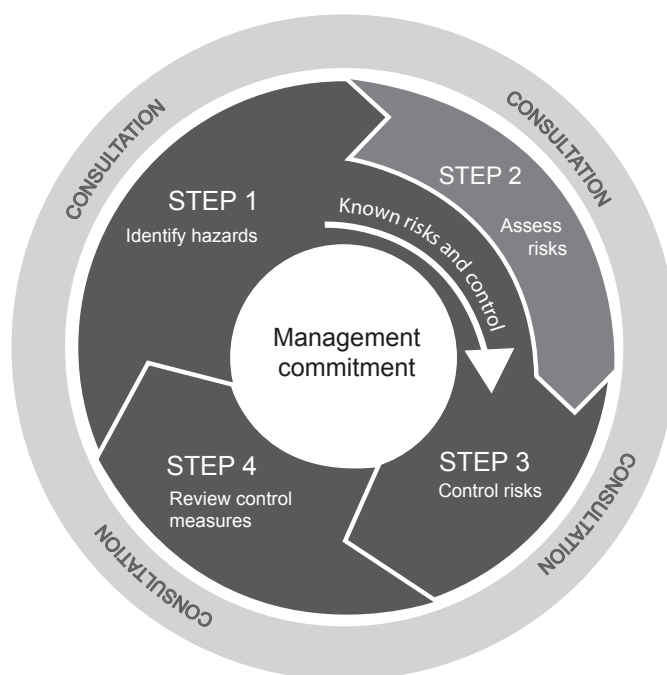 CONSULTATION
CONSULTATION
STEP 1
Identify hazards
STEP 2
Assess
risks
Known risks and control
Management
commitment
STEP 4
Review control
measures
STEP 3
Control risks
CONSULTATION
CONSULTATION